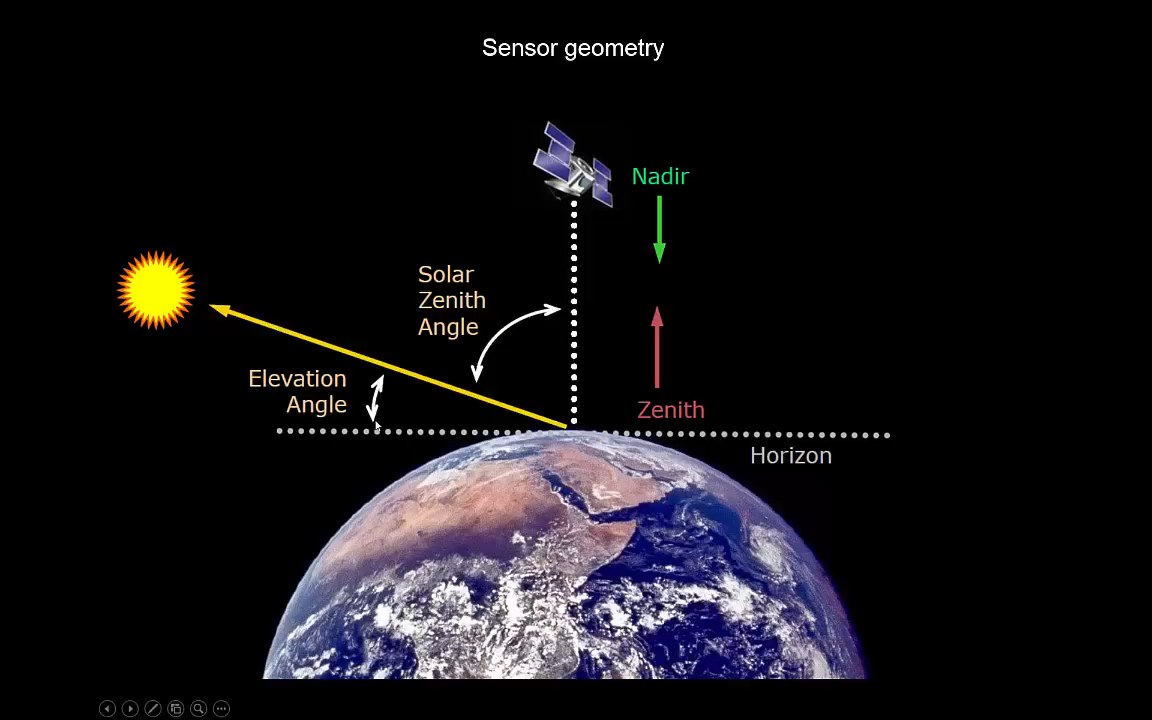 Sensor geometry
Nadir
Solar
Zenith
Angle
Elevation
Angle
Zenith
Horizon